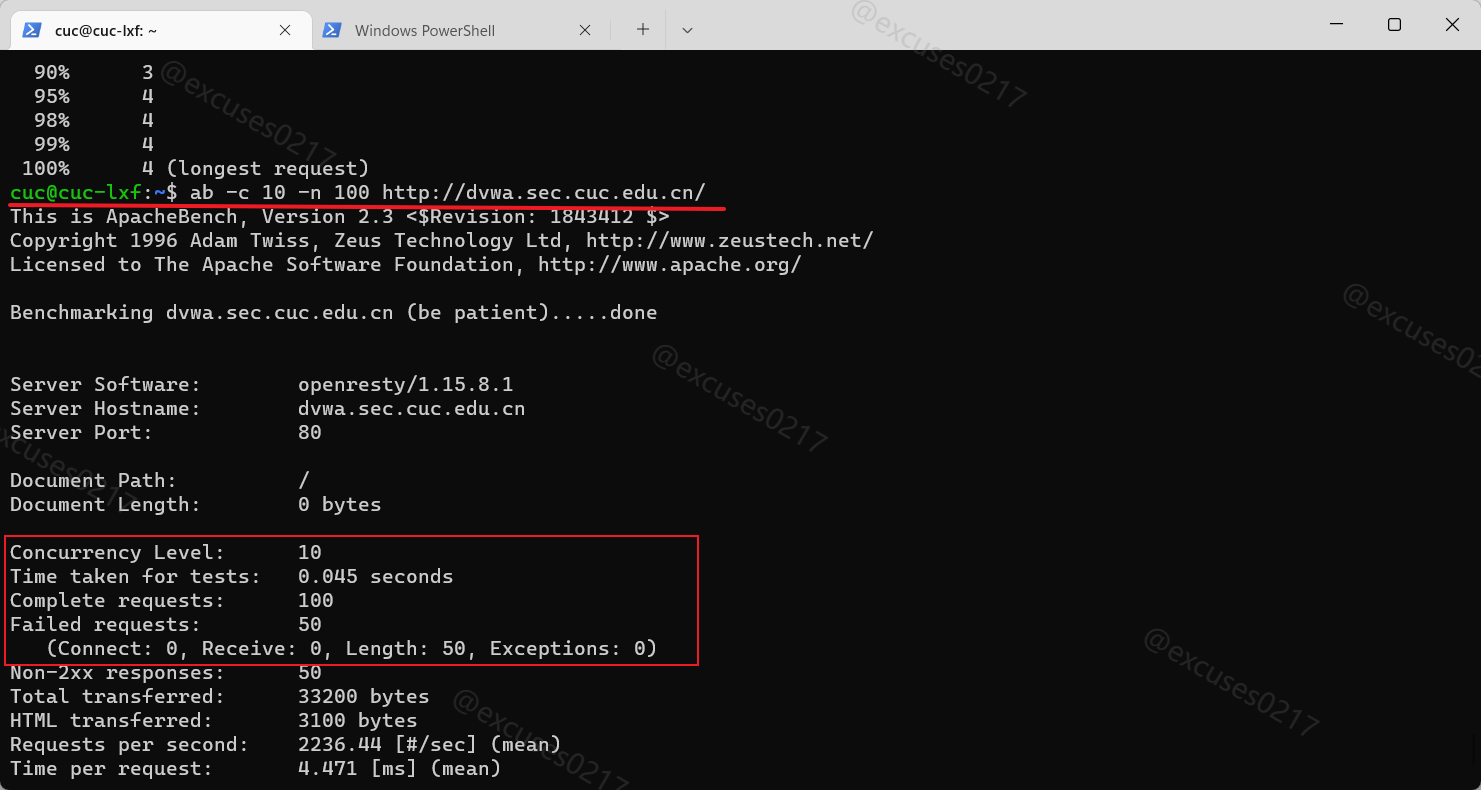 cuc@cuc-lxf: ~
Windows PowerShell
90% 3
95% 4
98% 4
99% 4
100% 4 (longest request)
cuc@cuc-lxf:~$ ab -c 10 -n 100 http://dvwa.sec.cuc.edu.cn/
This is ApacheBench, Version 2.3 <$Revision: 1843412 $>
Copyright 1996 Adam Twiss, Zeus Technology Ltd, http://www.zeustech.net/
Licensed to The Apache Software Foundation, http://www.apache.org/
Benchmarking dvwa.sec.cuc.edu.cn (be patient).....done
Server Software: openresty/1.15.8.1
Server Hostname: dvwa.sec.cuc.edu.cn
Server Port: 80
Document Path: /
Document Length: 0 bytes
Concurrency Level: 10
Time taken for tests: 0.045 seconds
Complete requests: 100
Failed requests: 50
(Connect: 0, Receive: 0, Length: 50, Exceptions: 0)
Non-2xx responses: 50
Total transferred: 33200 bytes
HTML transferred: 3100 bytes
Requests per second: 2236.44 [#/sec] (mean)
Time per request: 4.471 [ms] (mean)
@excuses0217
@excuses0217
@excuses0217
@excuses0217
@excuses0217
@excuses0217
excuses0217